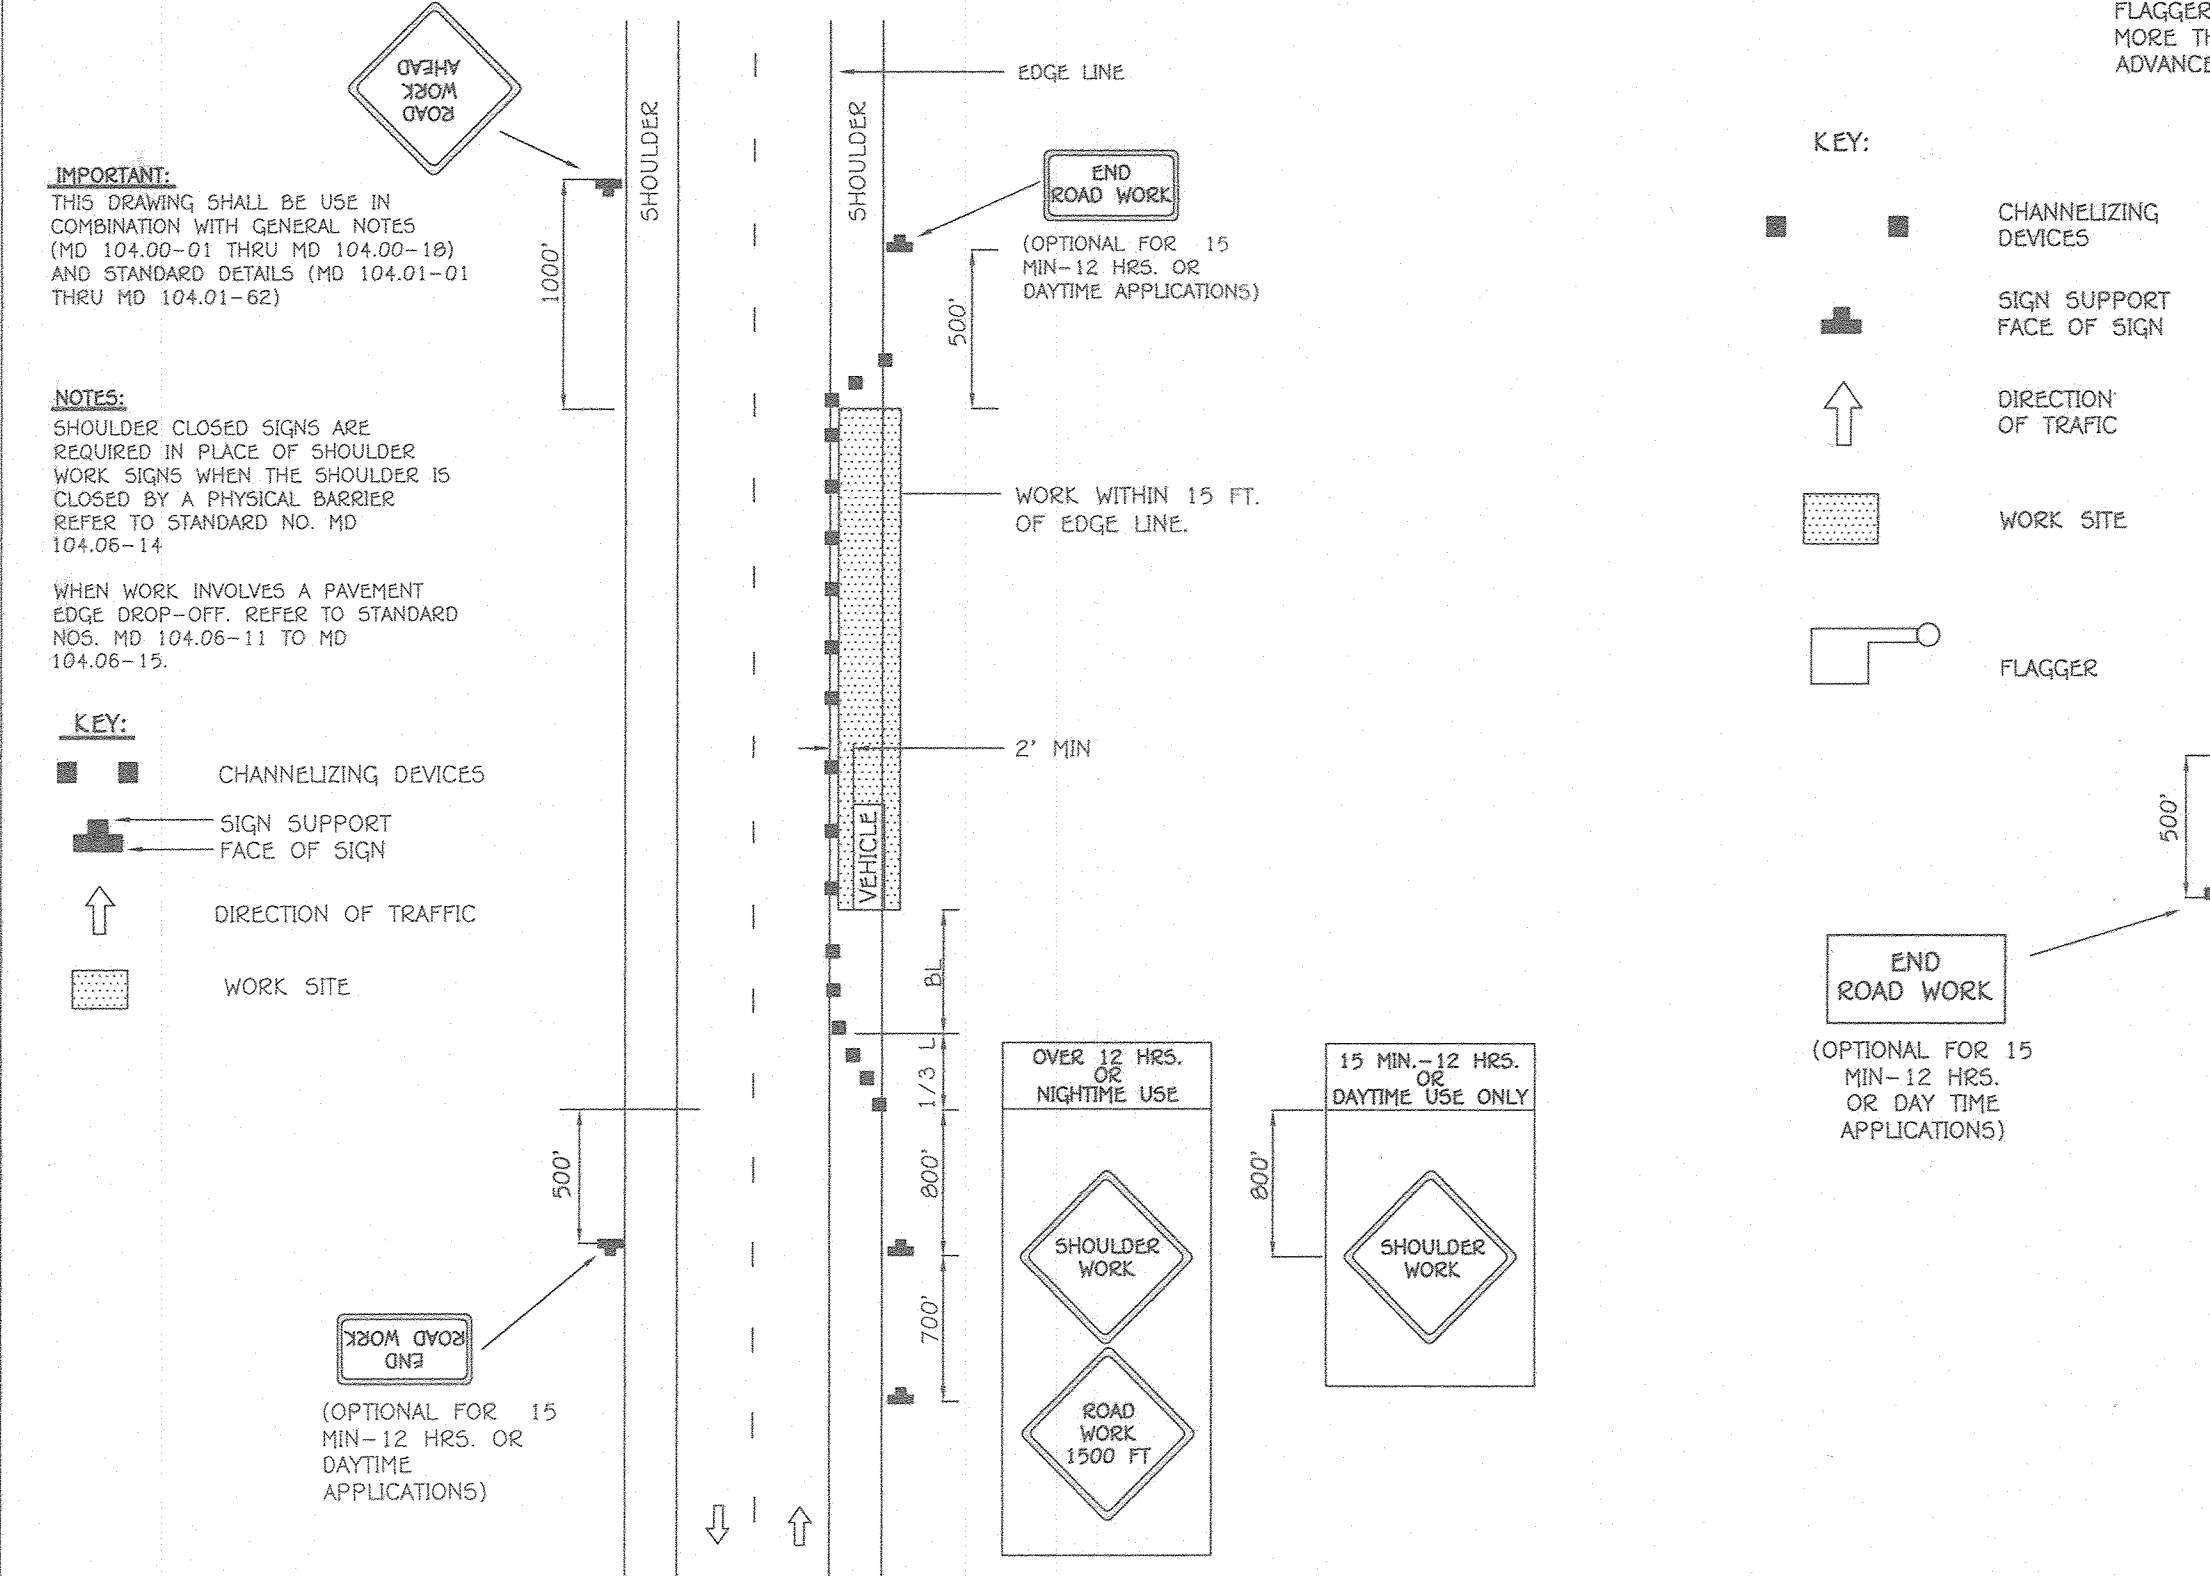 ROAD
WORK
AHEAD
IMPORTANT:
THIS DRAWING SHALL BE USE IN
COMBINATION WITH GENERAL NOTES
(MD 104.00-01 THRU MD 104.00-18)
AND STANDARD DETAILS (MD 104.01-01
THRU MD 104.01-62)
NOTES:
SHOULDER CLOSED SIGNS ARE
REQUIRED IN PLACE OF SHOULDER
WORK SIGNS WHEN THE SHOULDER IS
CLOSED BY A PHYSICAL BARRIER
REFER TO STANDARD NO. MD
104.06-14
WHEN WORK INVOLVES A PAVEMENT
EDGE DROP-OFF. REFER TO STANDARD
NOS. MD 104.06-11 TO MD
104.06-15.
KEY:
CHANNELIZING DEVICES
SIGN SUPPORT
FACE OF SIGN
DIRECTION OF TRAFFIC
WORK SITE
1000'
SHOULDER
SHOULDER
EDGE LINE
END
ROAD WORK
(OPTIONAL FOR 15
MIN-12 HRS. OR
DAYTIME APPLICATIONS)
500'
WORK WITHIN 15 FT.
OF EDGE LINE.
2' MIN
VEHICLE
BL
1/3 L
800'
700'
500'
END
ROAD WORK
(OPTIONAL FOR 15
MIN-12 HRS. OR
DAYTIME
APPLICATIONS)
OVER 12 HRS.
OR
NIGHTIME USE
SHOULDER
WORK
ROAD
WORK
1500 FT
15 MIN.-12 HRS.
OR
DAYTIME USE ONLY
800'
SHOULDER
WORK
FLAGGER
ADVANCE
KEY:
CHANNELIZING
DEVICES
SIGN SUPPORT
FACE OF SIGN
DIRECTION
OF TRAFIC
WORK SITE
FLAGGER
500'
END
ROAD WORK
(OPTIONAL FOR 15
MIN-12 HRS.
OR DAY TIME
APPLICATIONS)